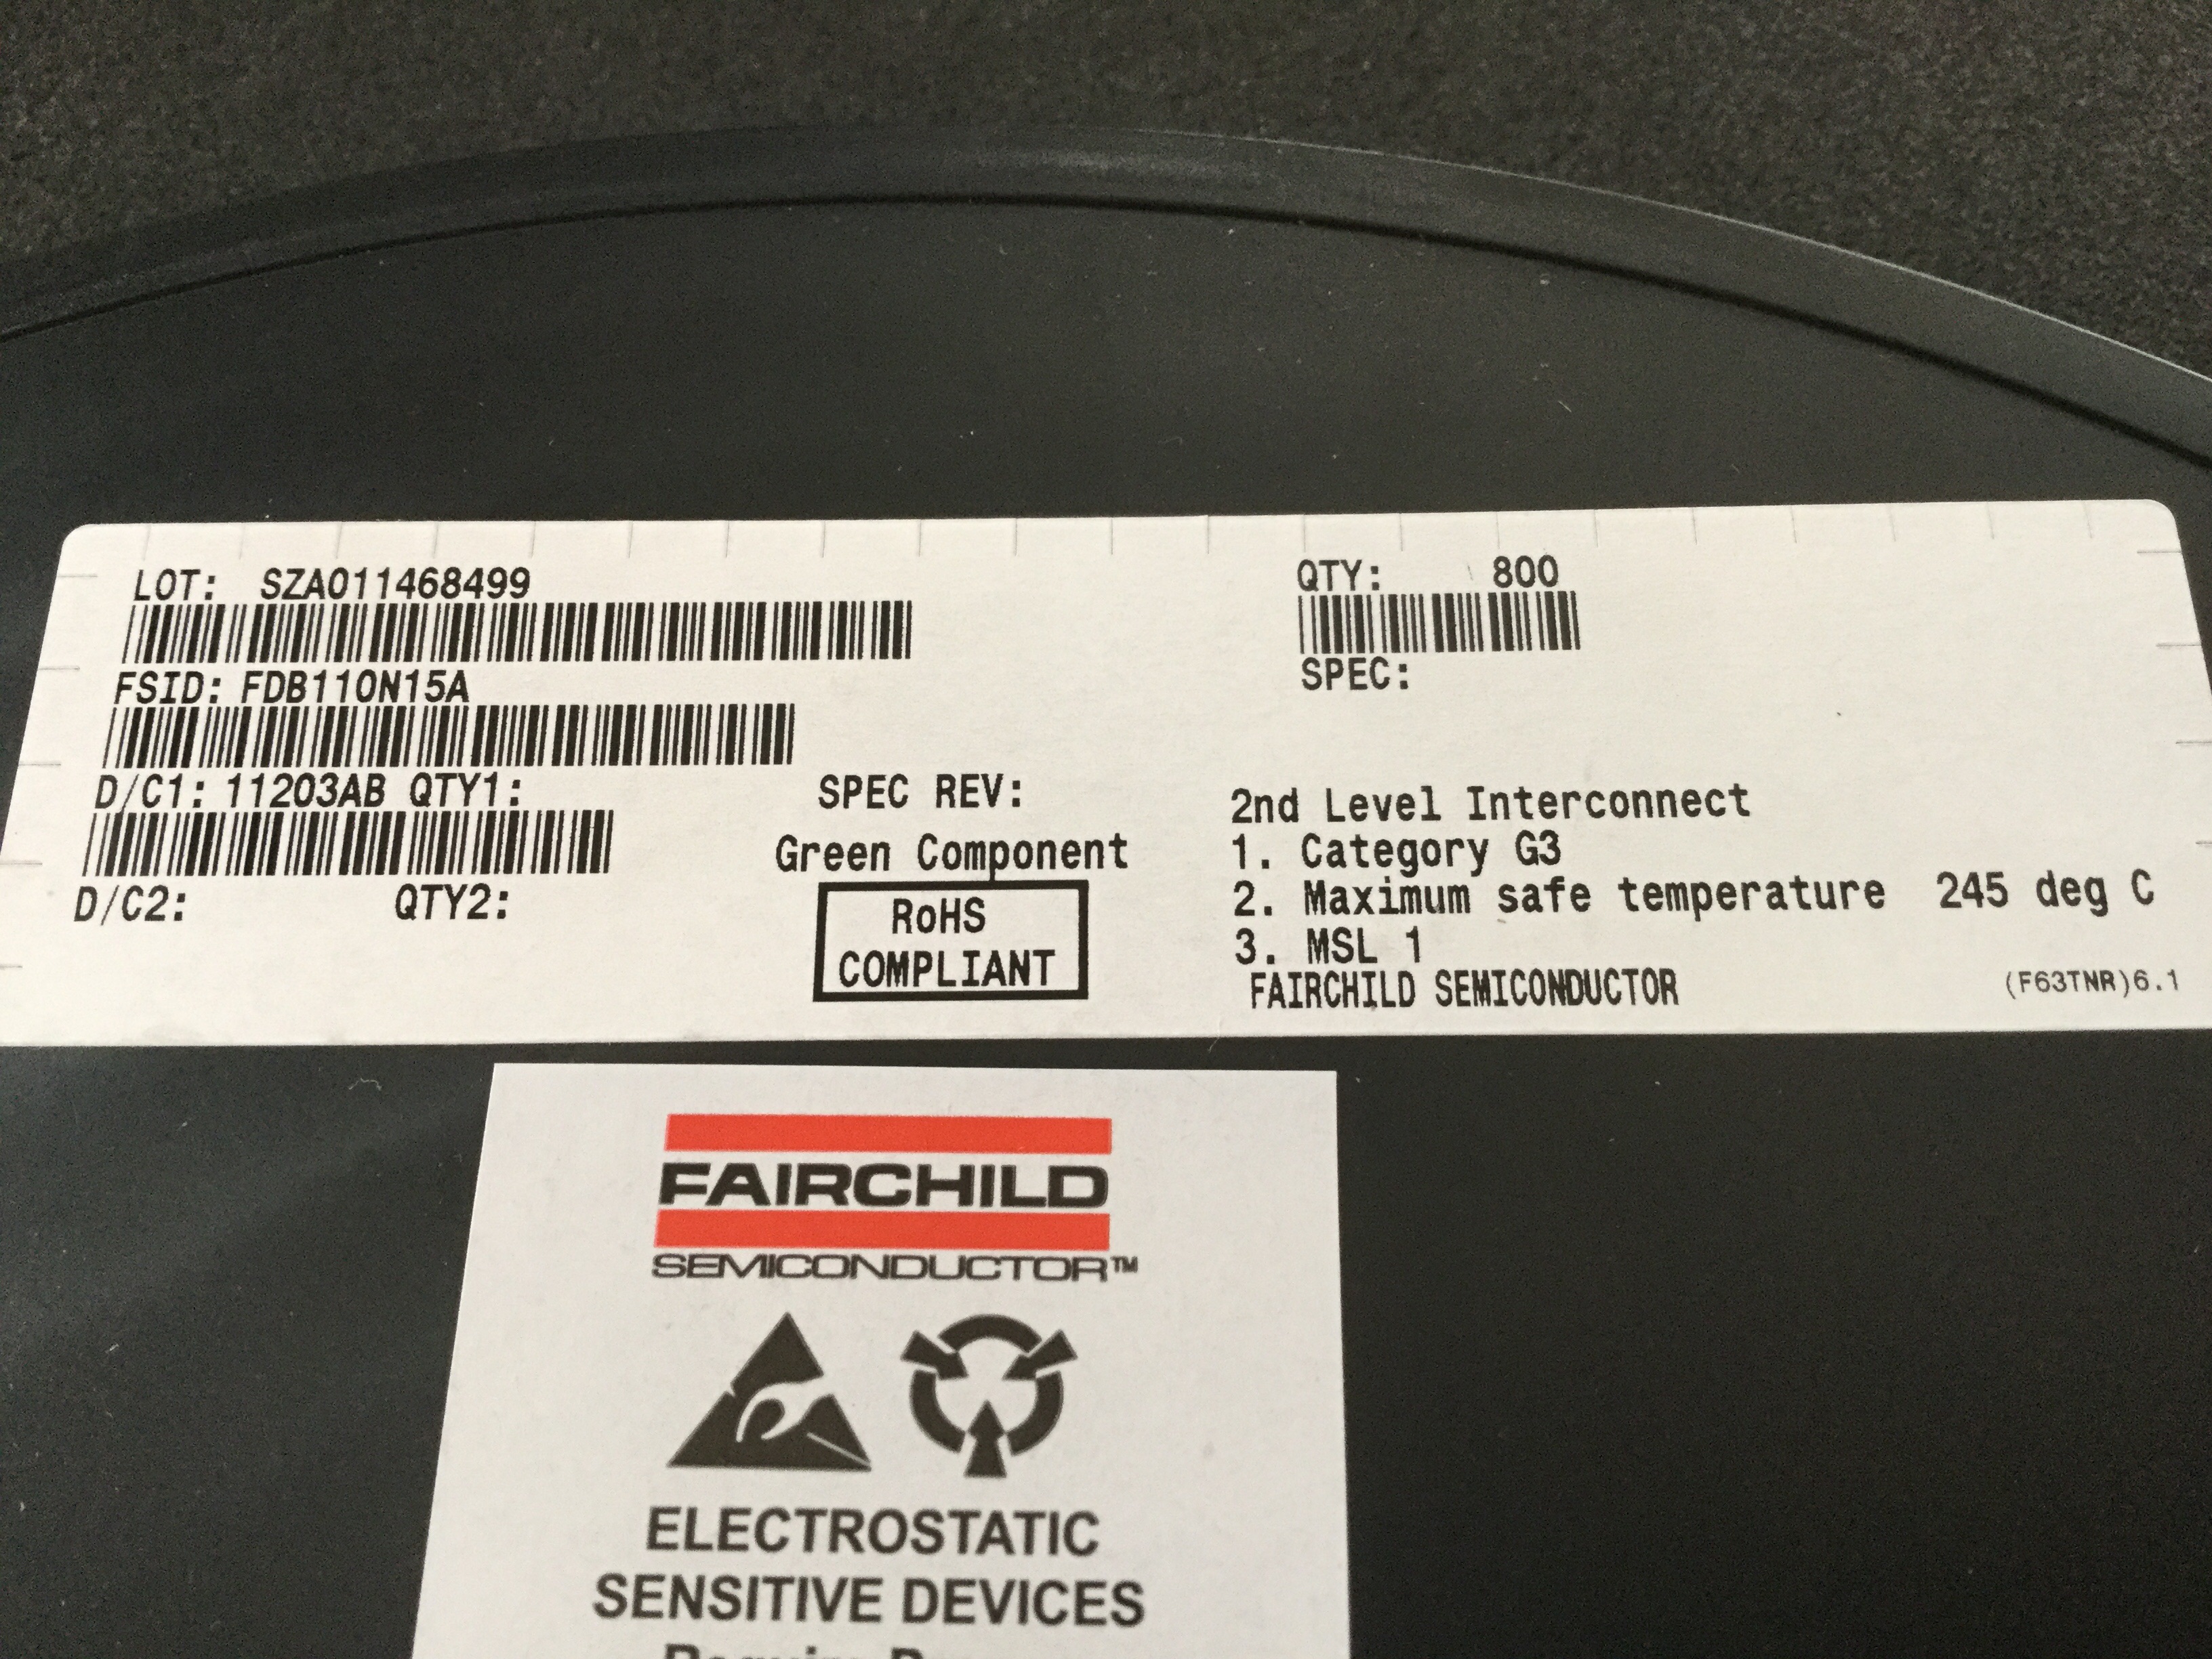 LOT: SZA011468499
QTY: 800
FSID: FDB110N15A
SPEC:
D/C1: 11203AB QTY1:
SPEC REV:
D/C2: QTY2:
Green Component
RoHS
COMPLIANT
2nd Level Interconnect
1. Category G3
2. Maximum safe temperature 245 deg C
3. MSL 1
FAIRCHILD SEMICONDUCTOR
(F63TNR)6.1
FAIRCHILD
SEMICONDUCTOR™
ELECTROSTATIC
SENSITIVE DEVICES